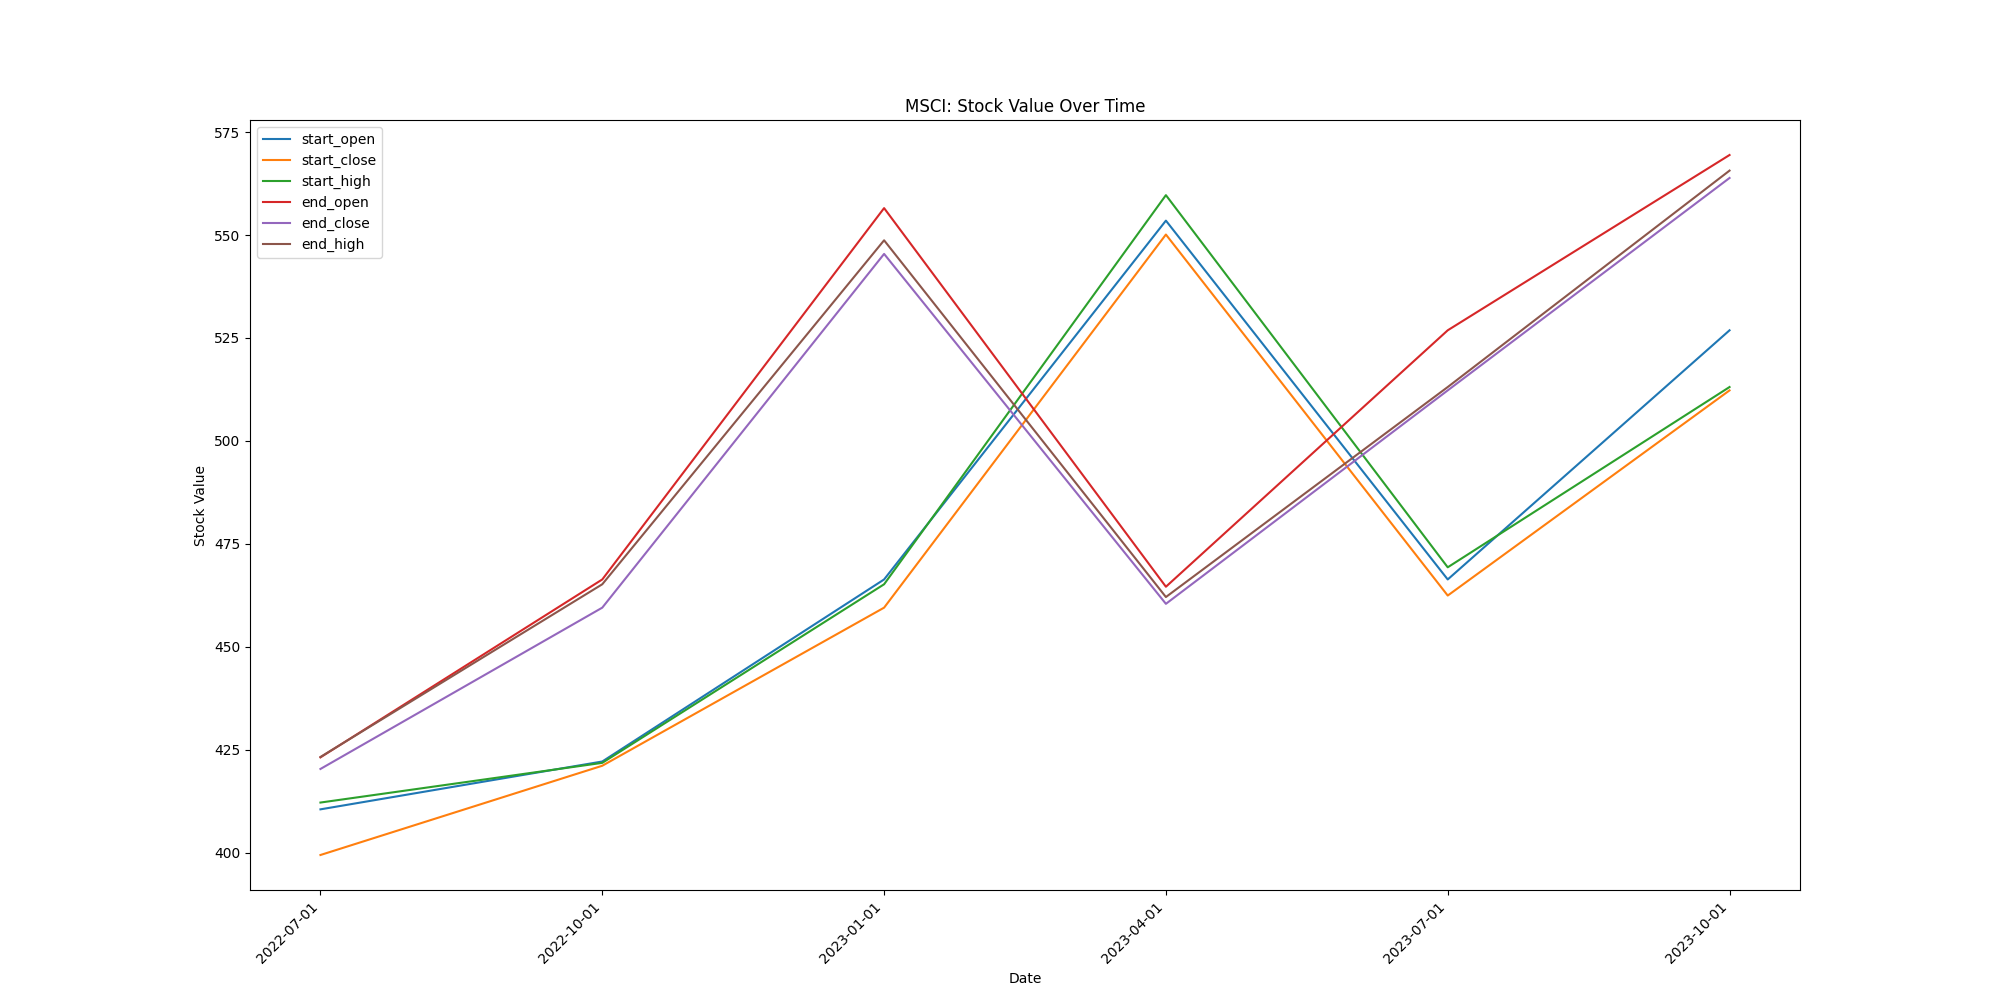 MSCI: Stock Value Over Time
575
550
525
500
475
450
425
400
Stock Value
start_open
start_close
start_high
end_open
end_close
end_high
2022-07-01
2022-10-01
2023-01-01
2023-04-01
2023-07-01
2023-10-01
Date